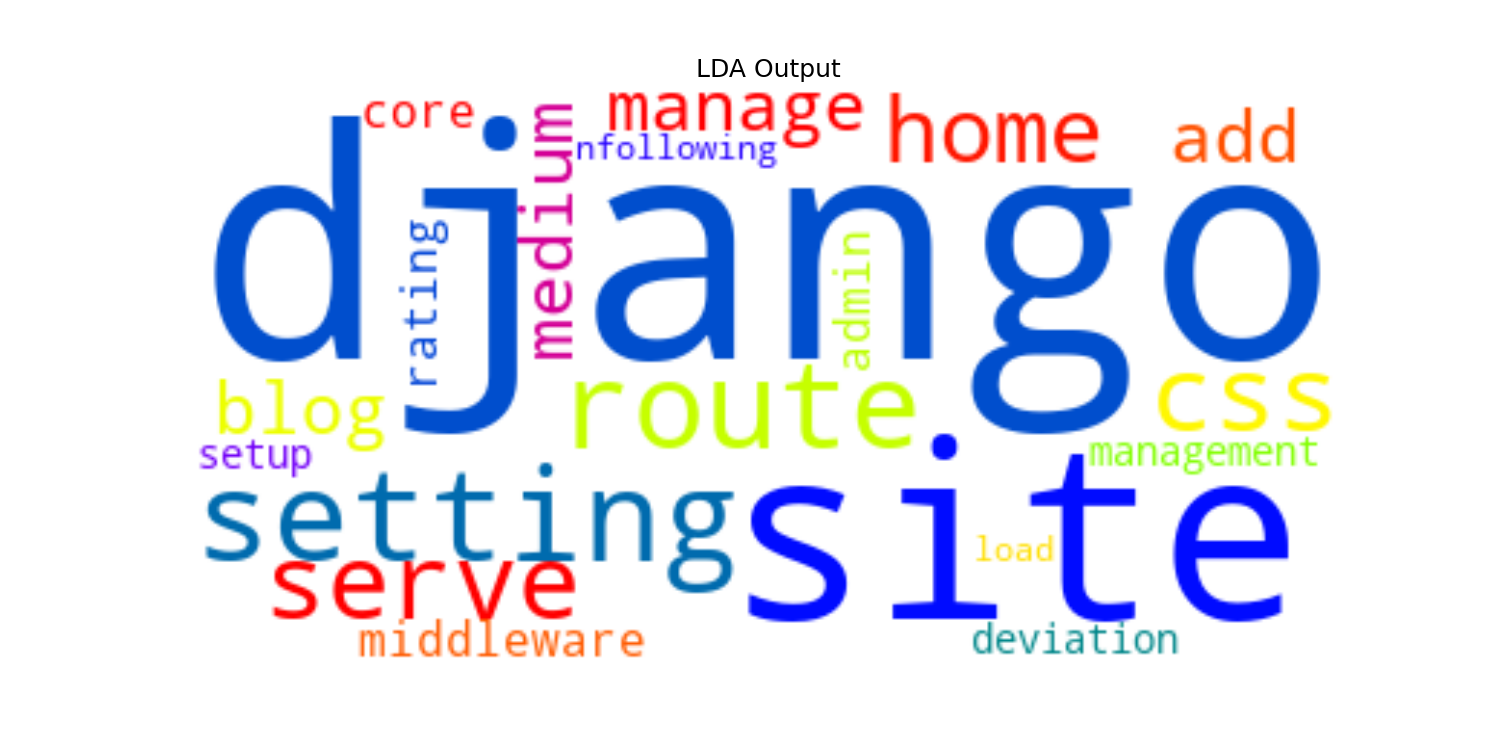 LDA Output
core
manage
home
add
nfollowing
medium
django
rating
admin
blog
route
css
setup
management
setting
site
load
serve
middleware
deviation